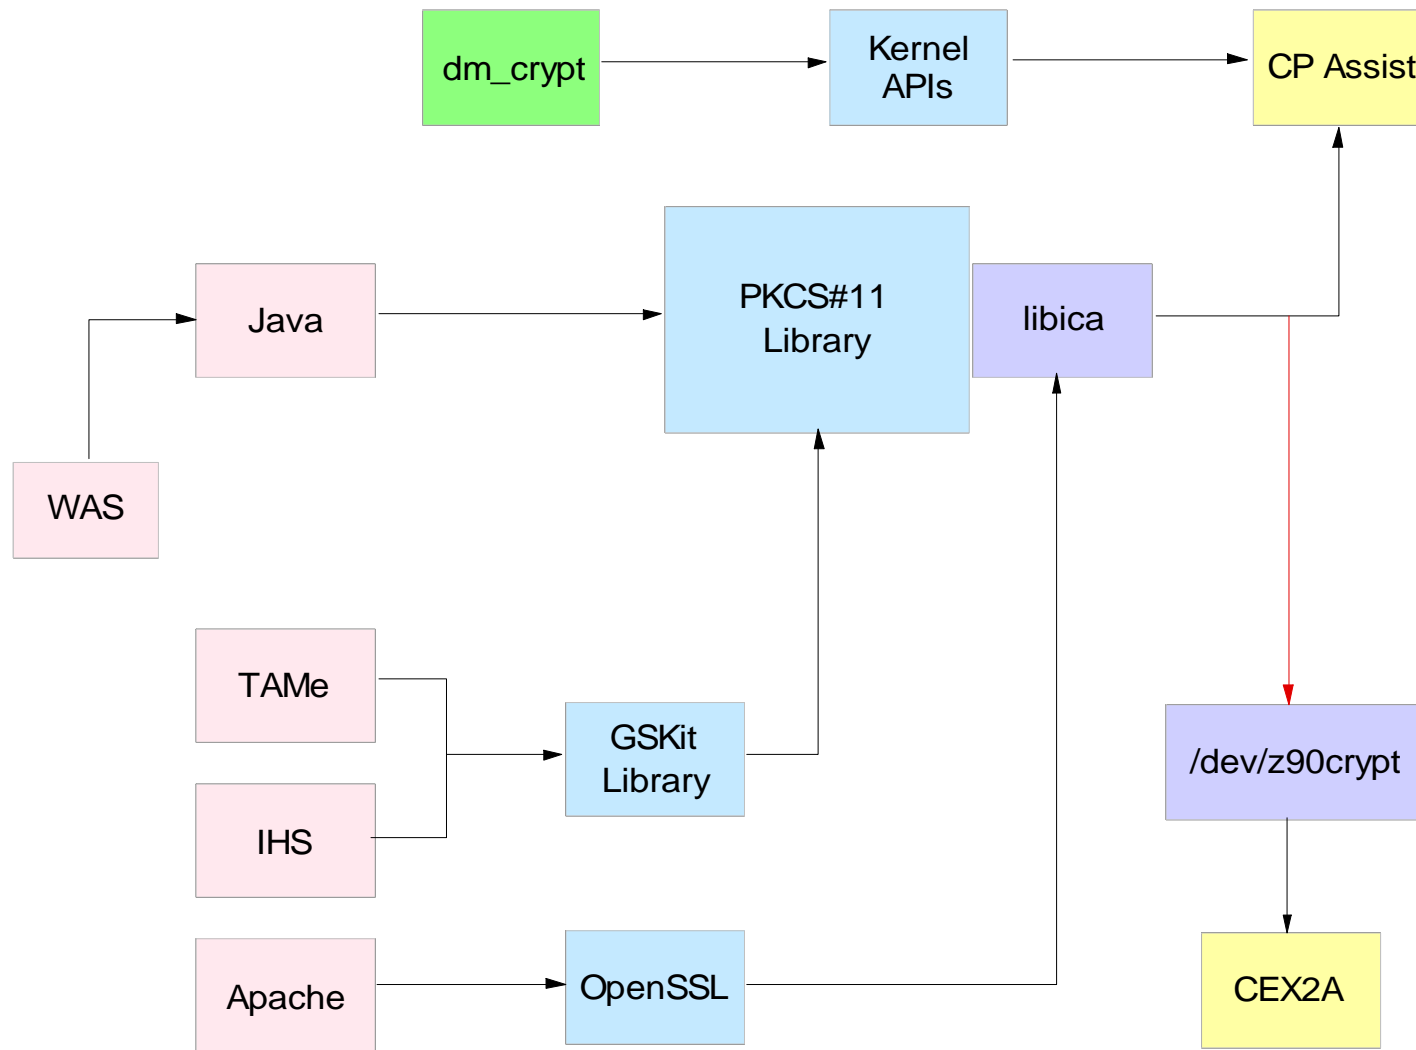 dm_crypt
Kernel
APIs
CP Assist
Java
PKCS#11
Library
libica
WAS
TAMe
GSKit
Library
/dev/z90crypt
IHS
Apache
OpenSSL
CEX2A